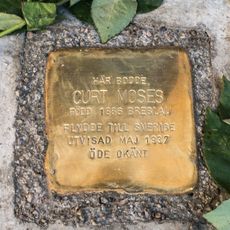 HÄR BODDE
CURT MOSES
FÖDD 1886 BRESLAU
FLYDDE TILL SVERIGE
UTVISAD MAJ 1937
ÖDE OKÄNT